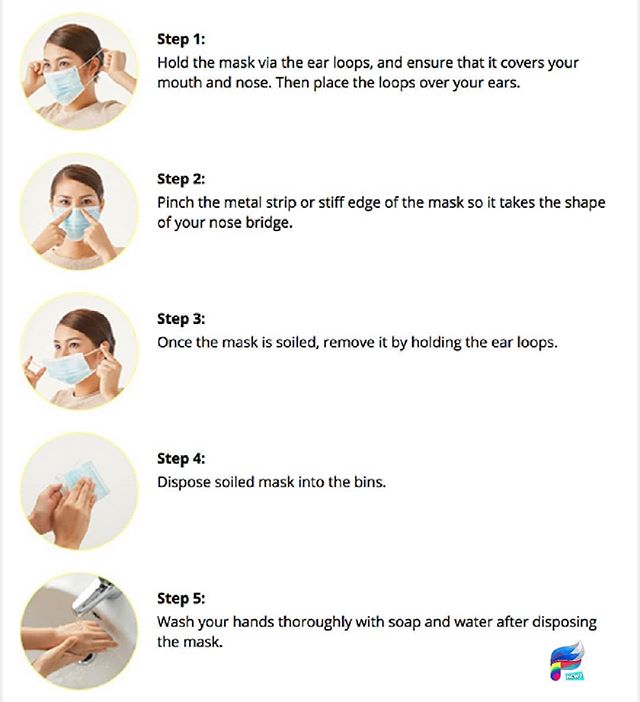 Step 1:
Hold the mask via the ear loops, and ensure that it covers your
mouth and nose. Then place the loops over your ears.
Step 2:
Pinch the metal strip or stiff edge of the mask so it takes the shape
of your nose bridge.
Step 3:
Once the mask is soiled, remove it by holding the ear loops.
Step 4:
Dispose soiled mask into the bins.
Step 5:
Wash your hands thoroughly with soap and water after disposing
the mask.
NEWS